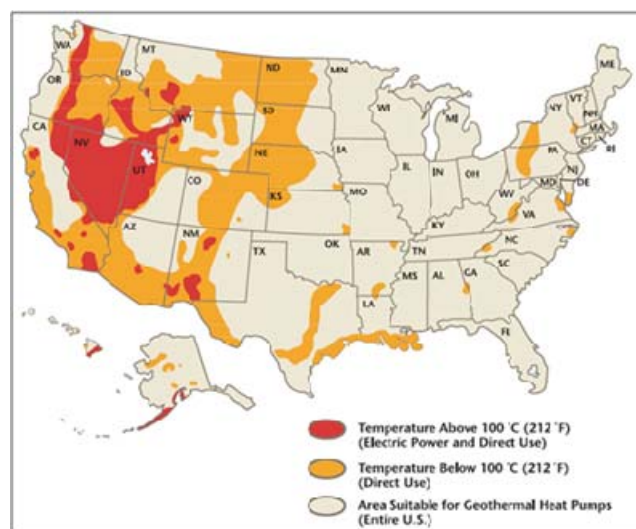 WA
MT
ND
MN
ME
OR
ID
SD
WI
MI
NY
VT
NH
MA
CT
RI
CA
NV
UT
WY
NE
IA
PA
NJ
CO
KS
MO
IL
IN
OH
WV
MD
DE
VA
KY
AZ
NM
TX
OK
AR
TN
NC
SC
MS
AL
GA
LA
FL
Temperature Above 100 ˚C (212 ˚F)
(Electric Power and Direct Use)
Temperature Below 100 ˚C (212 ˚F)
(Direct Use)
Area Suitable for Geothermal Heat Pumps
(Entire U.S.)